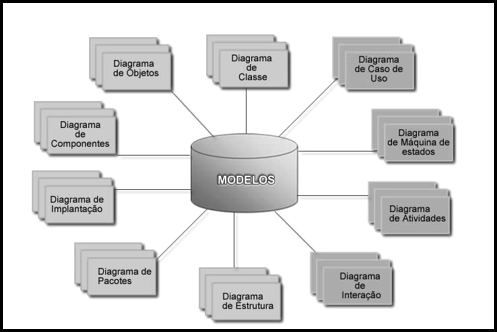 Diagrama
de Objetos
Diagrama
de
Classe
Diagrama
de Caso de
Uso
Diagrama
de
Componentes
Diagrama
de Máquina de
estados
MODELOS
Diagrama de
Implantação
Diagrama
de Atividades
Diagrama de
Pacotes
Diagrama
de Estrutura
Diagrama
de
Interação